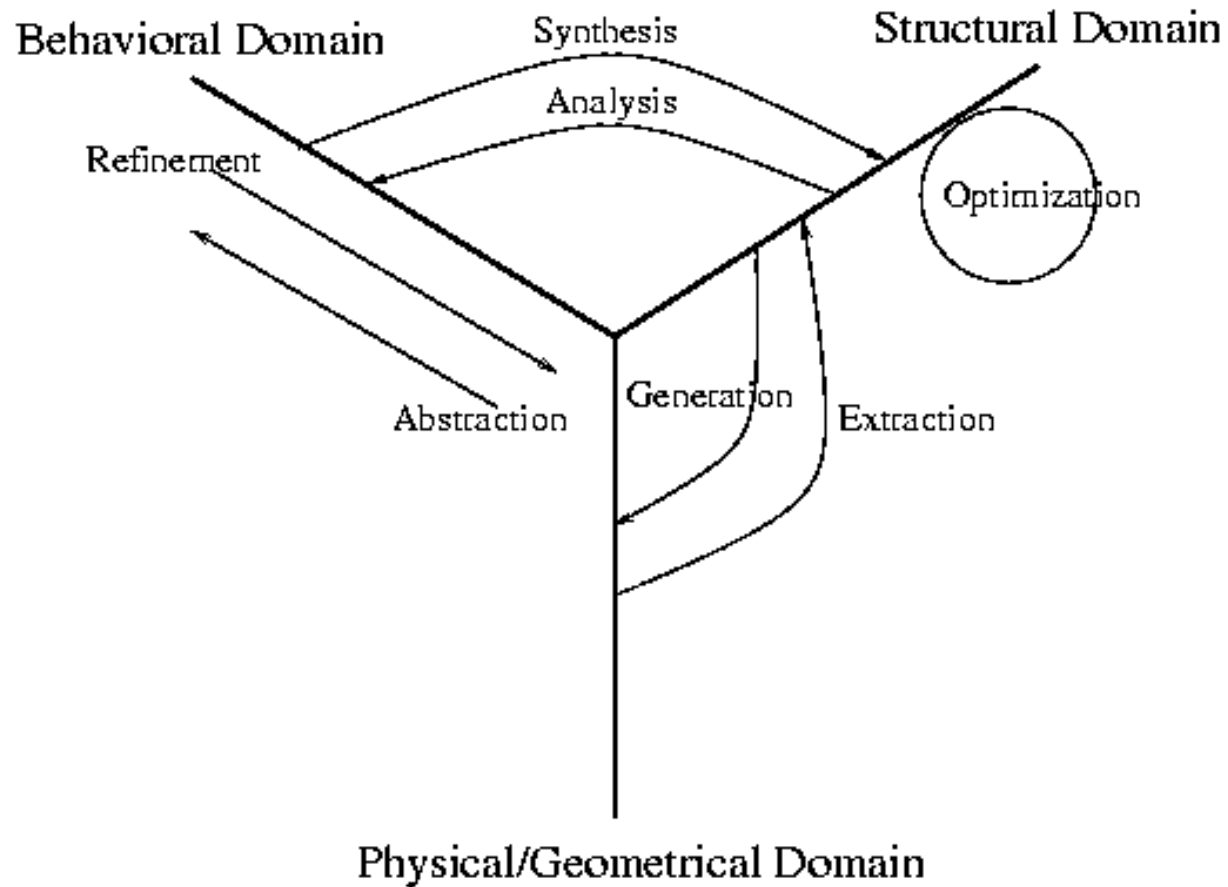 Behavioral Domain
Synthesis
Structural Domain
Analysis
Refinement
Optimization
Generation
Abstraction
Extraction
Physical/Geometrical Domain